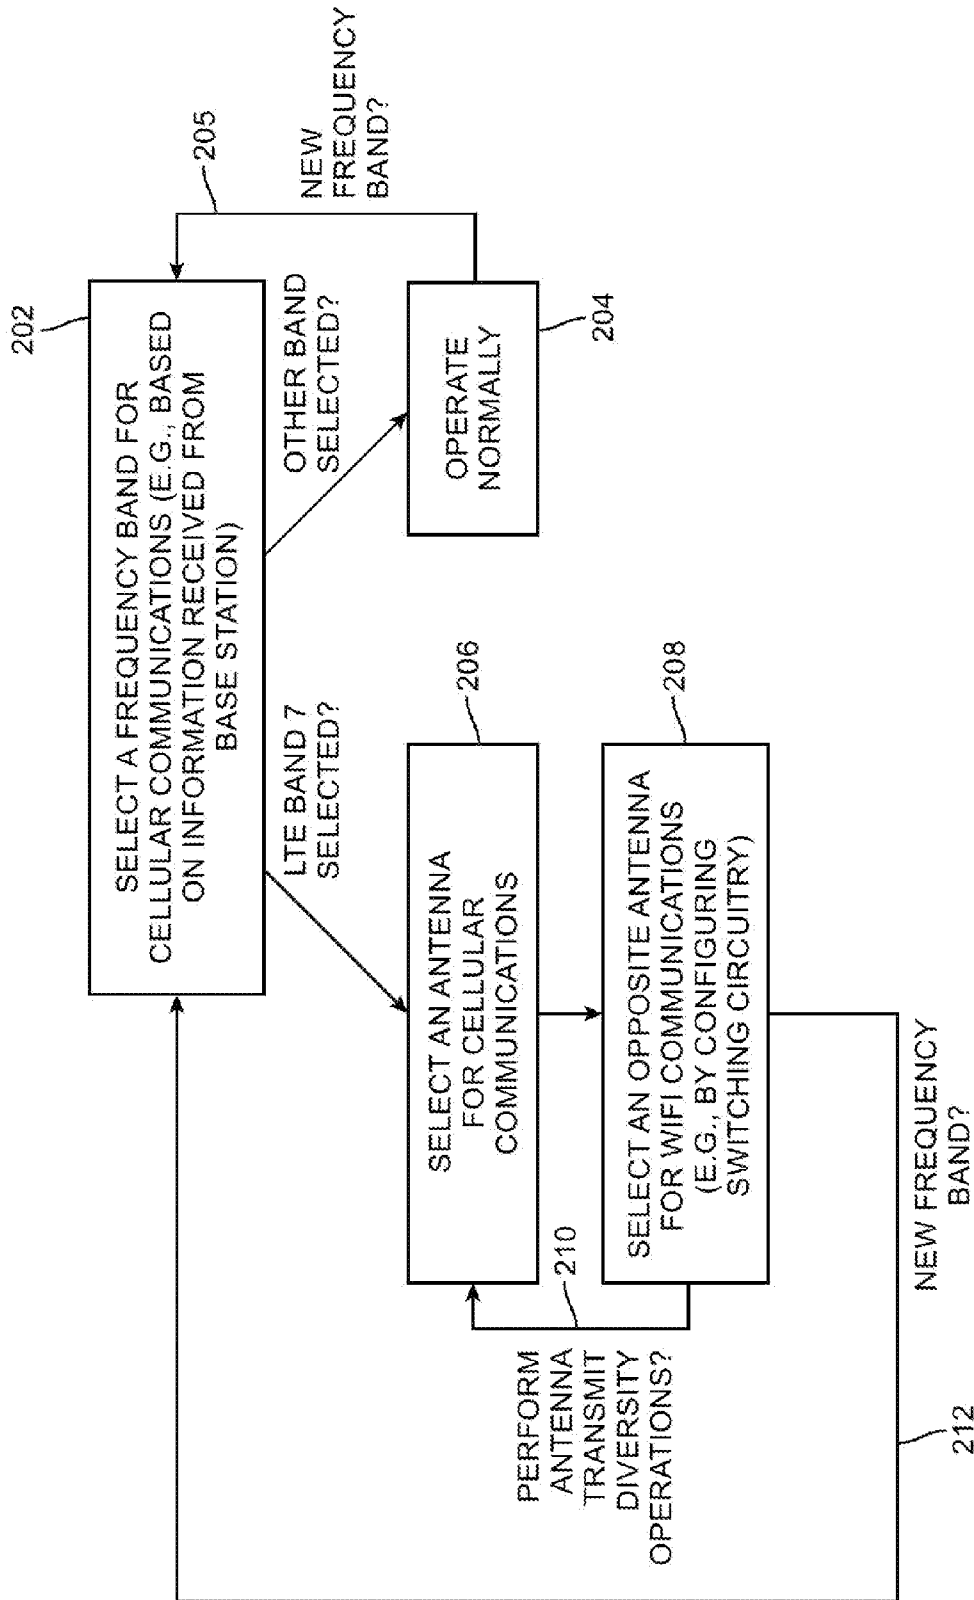 202
SELECT A FREQUENCY BAND FOR
CELLULAR COMMUNICATIONS (E.G., BASED
ON INFORMATION RECEIVED FROM
BASE STATION)
205
NEW
FREQUENCY
BAND?
LTE BAND 7
SELECTED?
OTHER BAND
SELECTED?
OPERATE
NORMALLY
204
SELECT AN ANTENNA
FOR CELLULAR
COMMUNICATIONS
206
SELECT AN OPPOSITE ANTENNA
FOR WIFI COMMUNICATIONS
(E.G., BY CONFIGURING
SWITCHING CIRCUITRY)
208
210
PERFORM
ANTENNA
TRANSMIT
DIVERSITY
OPERATIONS?
NEW FREQUENCY
BAND?
212